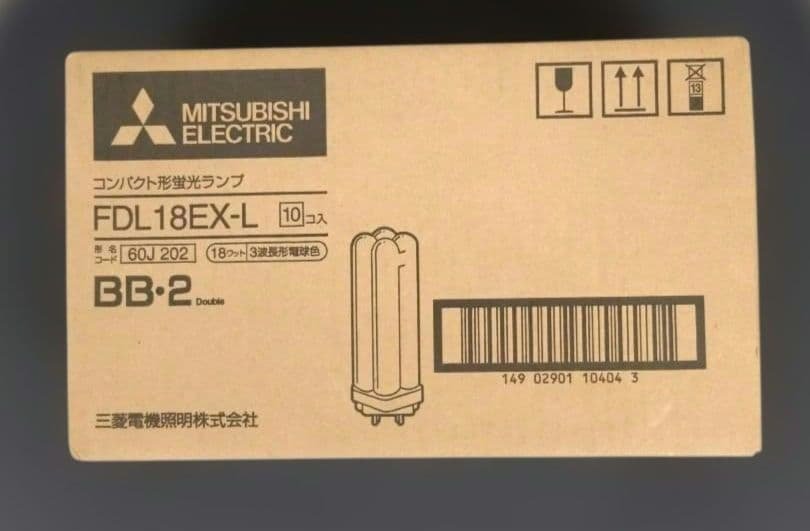 MITSUBISHI
ELECTRIC
13
コンパクト形蛍光ランプ
FDL18EX-L 10コ入
形名
コード 60J 202 18ワット 3波長形電球色
BB・2 Double
149 02901 10404 3
三菱電機照明株式会社